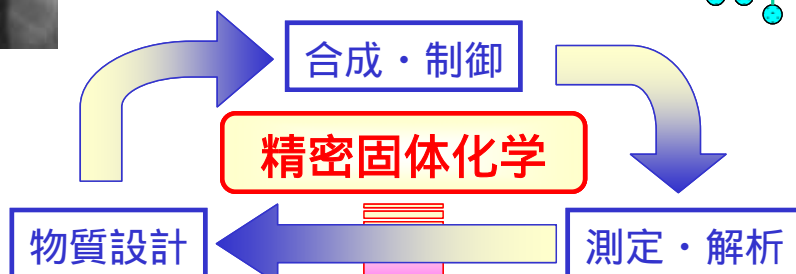 合成・制御
精密固体化学
物質設計
測定・解析